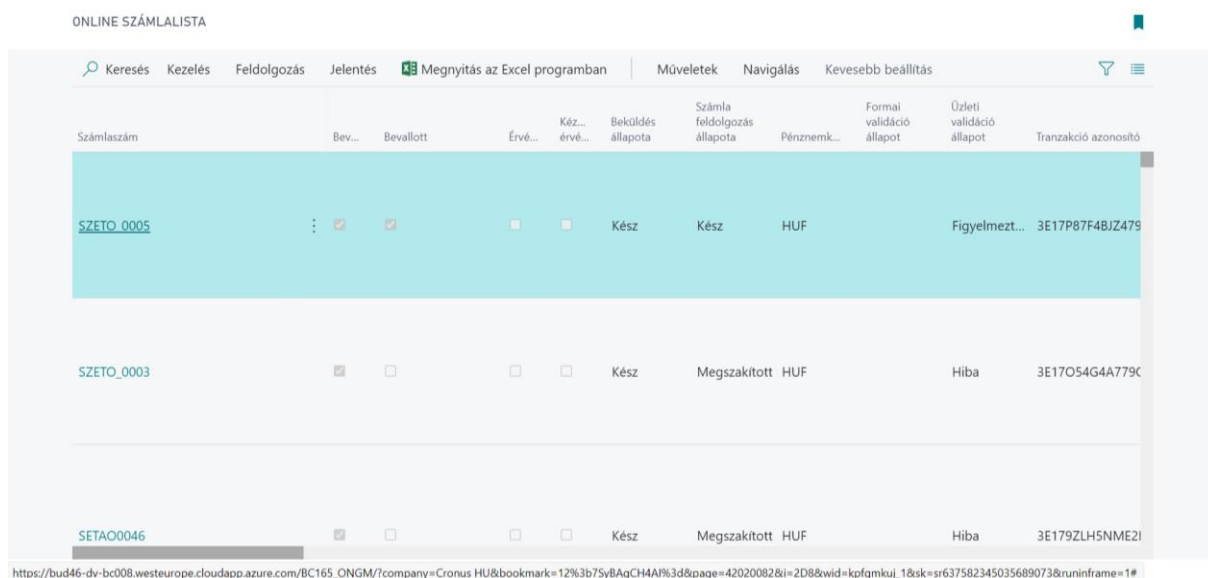 ONLINE SZÁMLALISTA
Keresés Kezelés Feldolgozás Jelentés Megnyitás az Excel programban Műveletek Navigálás Kevesebb beállítás
Számlaszám Bev... Bevallott Érvé... Kéz... érvé... Beküldés állapota Számla feldolgozás állapota Pénznemk... Formai validáció állapot Üzleti validáció állapot Tranzakció azonosító
SZETO_0005 Kész Kész HUF Figyelmezt... 3E17P87F4BJZ479
SZETO_0003 Kész Megszakított HUF Hiba 3E17O54G4A779C
SETAO0046 Kész Megszakított HUF Hiba 3E179ZLH5NME2I
https://bud46-dv-bc008.westeurope.cloudapp.azure.com/BC165_ONGM/?company=Cronus HU&bookmark=12%3b7SyBAgCH4AI%3d&page=42020082&i=2D8&wid=kpfgmkuj_1&sk=sr637582345035689073&runinframe=1#